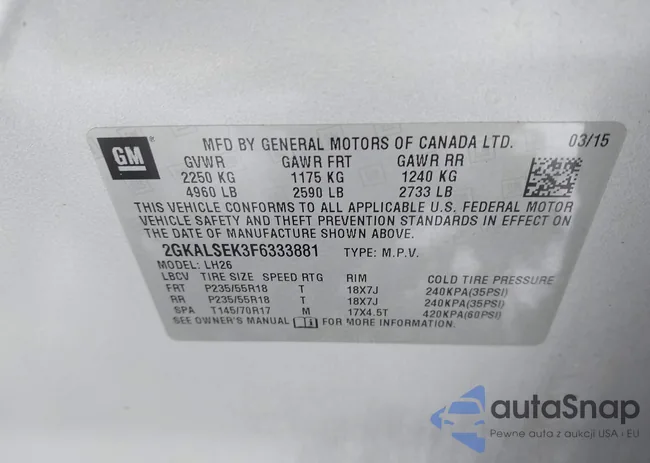 GM
MFD BY GENERAL MOTORS OF CANADA LTD. 03/15
GVWR GAWR FRT GAWR RR
2250 KG 1175 KG 1240 KG
4960 LB 2590 LB 2733 LB
THIS VEHICLE CONFORMS TO ALL APPLICABLE U.S. FEDERAL MOTOR
VEHICLE SAFETY AND THEFT PREVENTION STANDARDS IN EFFECT ON
THE DATE OF MANUFACTURE SHOWN ABOVE.
2GKALSEK3F6333881 TYPE: M.P.V.
MODEL: LH26
LBCV TIRE SIZE SPEED RTG RIM COLD TIRE PRESSURE
FRT P235/55R18 T 18X7J 240KPA(35PSI)
RR P235/55R18 T 18X7J 240KPA(35PSI)
SPA T145/70R17 M 17X4.5T 420KPA(60PSI)
SEE OWNER'S MANUAL FOR MORE INFORMATION.
autaSnap
Pewne auta z aukcji USA i EU